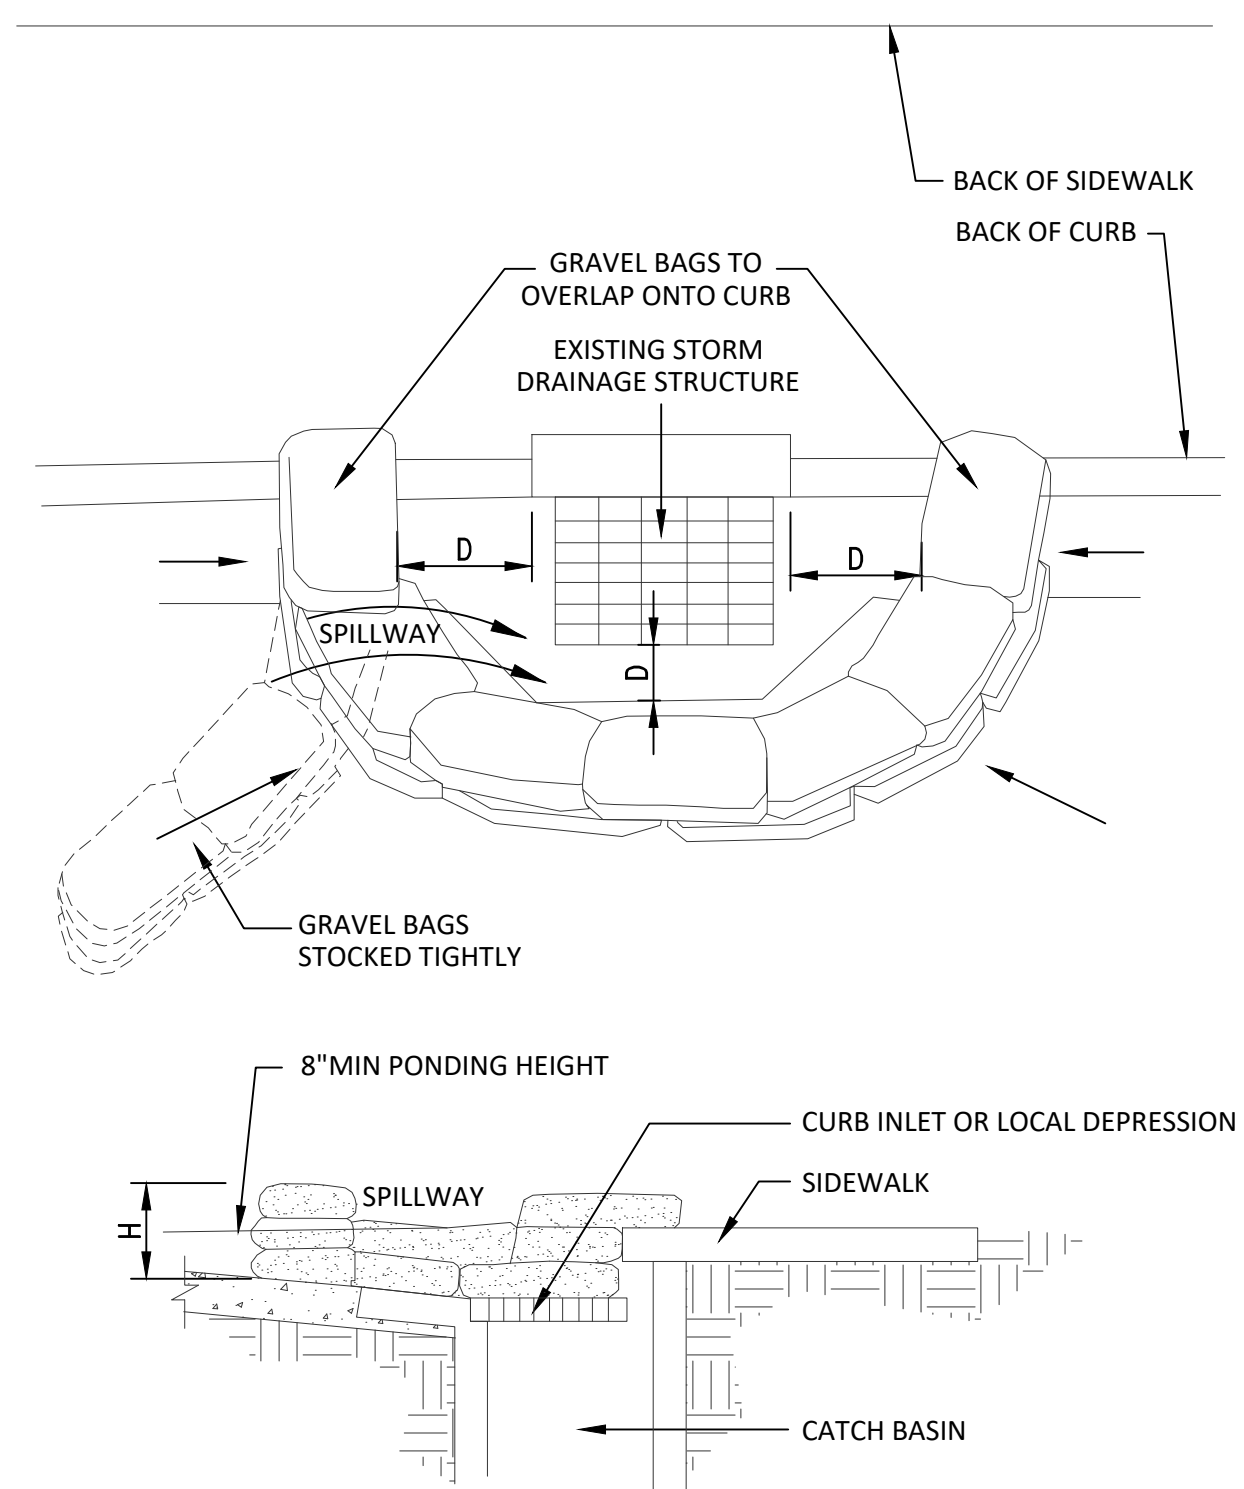 BACK OF SIDEWALK
BACK OF CURB
GRAVEL BAGS TO
OVERLAP ONTO CURB
EXISTING STORM
DRAINAGE STRUCTURE
D
D
SPILLWAY
D
GRAVEL BAGS
STOCKED TIGHTLY
8"MIN PONDING HEIGHT
CURB INLET OR LOCAL DEPRESSION
SIDEWALK
SPILLWAY
H
CATCH BASIN